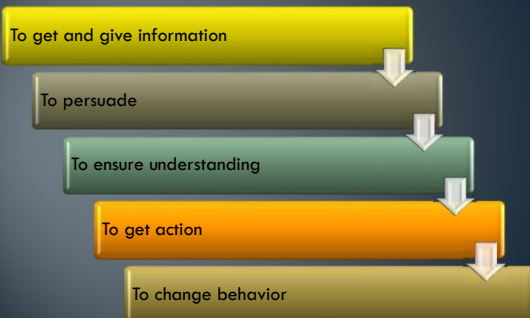 To get and give information
To persuade
To ensure understanding
To get action
To change behavior